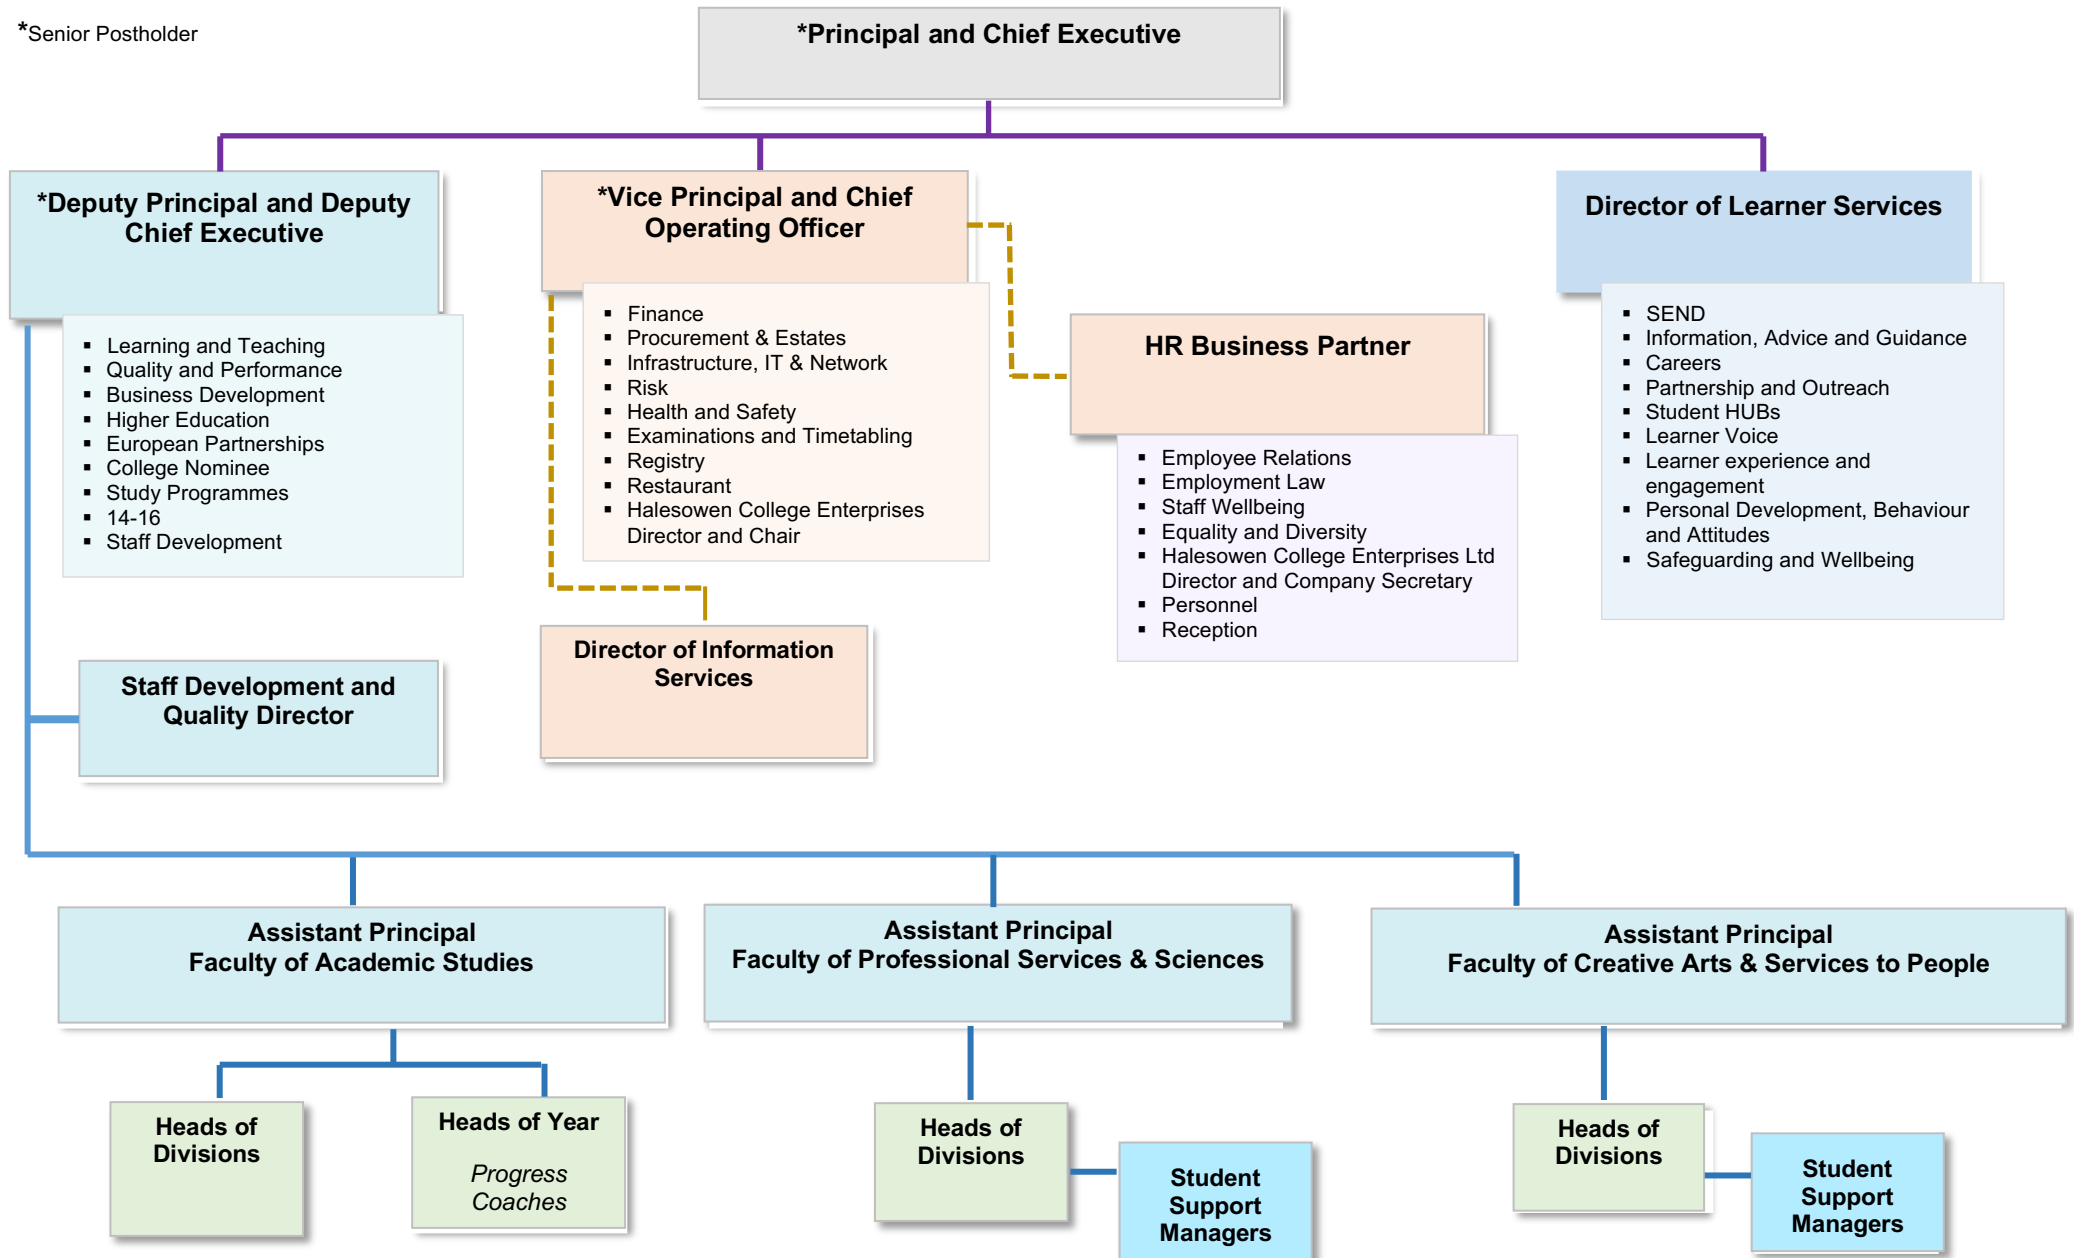 *Senior Postholder
*Principal and Chief Executive
*Deputy Principal and Deputy
Chief Executive
▪ Learning and Teaching
▪ Quality and Performance
▪ Business Development
▪ Higher Education
▪ European Partnerships
▪ College Nominee
▪ Study Programmes
▪ 14-16
▪ Staff Development
*Vice Principal and Chief
Operating Officer
▪ Finance
▪ Procurement & Estates
▪ Infrastructure, IT & Network
▪ Risk
▪ Health and Safety
▪ Examinations and Timetabling
▪ Registry
▪ Restaurant
▪ Halesowen College Enterprises
Director and Chair
HR Business Partner
▪ Employee Relations
▪ Employment Law
▪ Staff Wellbeing
▪ Equality and Diversity
▪ Halesowen College Enterprises Ltd
Director and Company Secretary
▪ Personnel
▪ Reception
Director of Learner Services
▪ SEND
▪ Information, Advice and Guidance
▪ Careers
▪ Partnership and Outreach
▪ Student HUBs
▪ Learner Voice
▪ Learner experience and
engagement
▪ Personal Development, Behaviour
and Attitudes
▪ Safeguarding and Wellbeing
Director of Information
Services
Staff Development and
Quality Director
Assistant Principal
Faculty of Academic Studies
Assistant Principal
Faculty of Professional Services & Sciences
Assistant Principal
Faculty of Creative Arts & Services to People
Heads of
Divisions
Heads of Year
Progress
Coaches
Heads of
Divisions
Student
Support
Managers
Heads of
Divisions
Student
Support
Managers